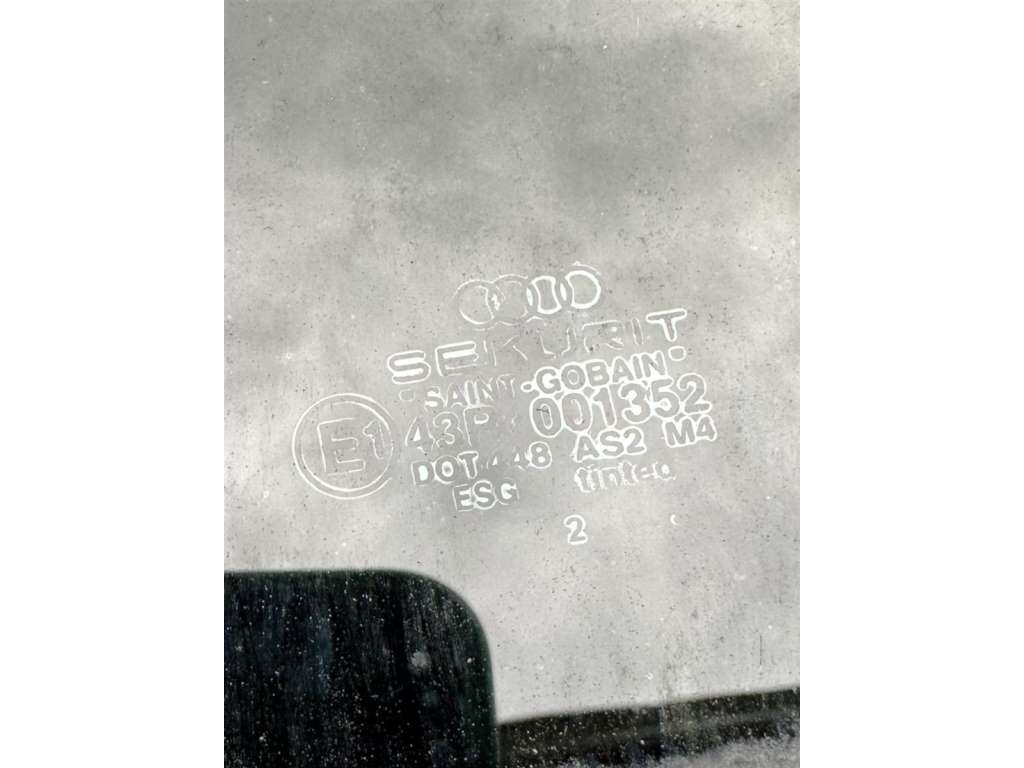 SEKURIT
"SAINT-GOBAIN"
E1 43R-001352
DOT 448 AS2 M4
ESG tinted
2